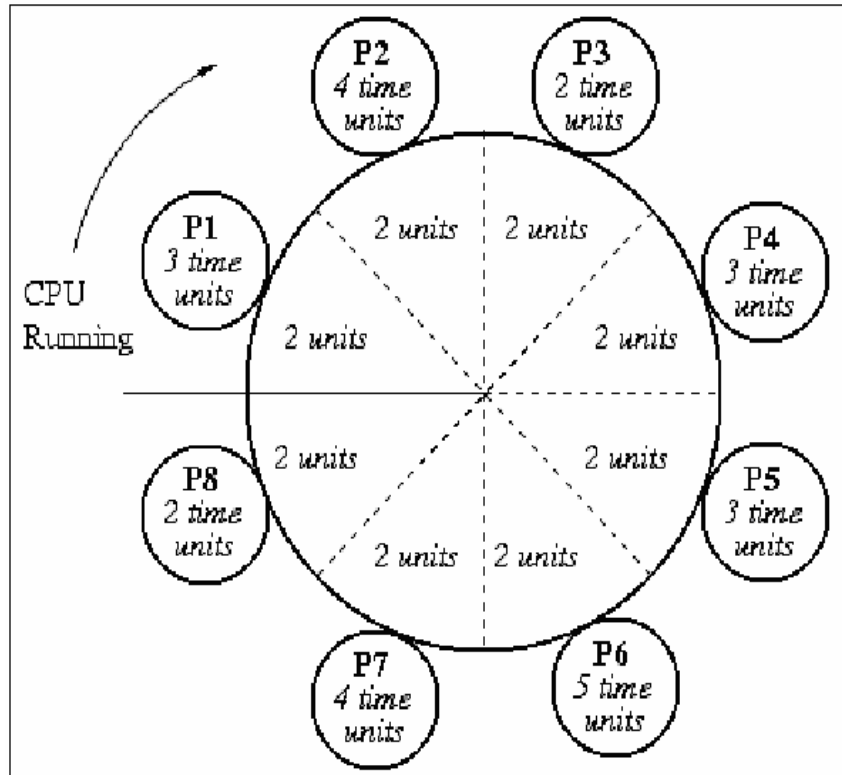 P2
4 time
units
P3
2 time
units
P1
3 time
units
2 units
2 units
P4
3 time
units
CPU
Running
2 units
2 units
P8
2 time
units
2 units
2 units
P5
3 time
units
2 units
2 units
P7
4 time
units
P6
5 time
units